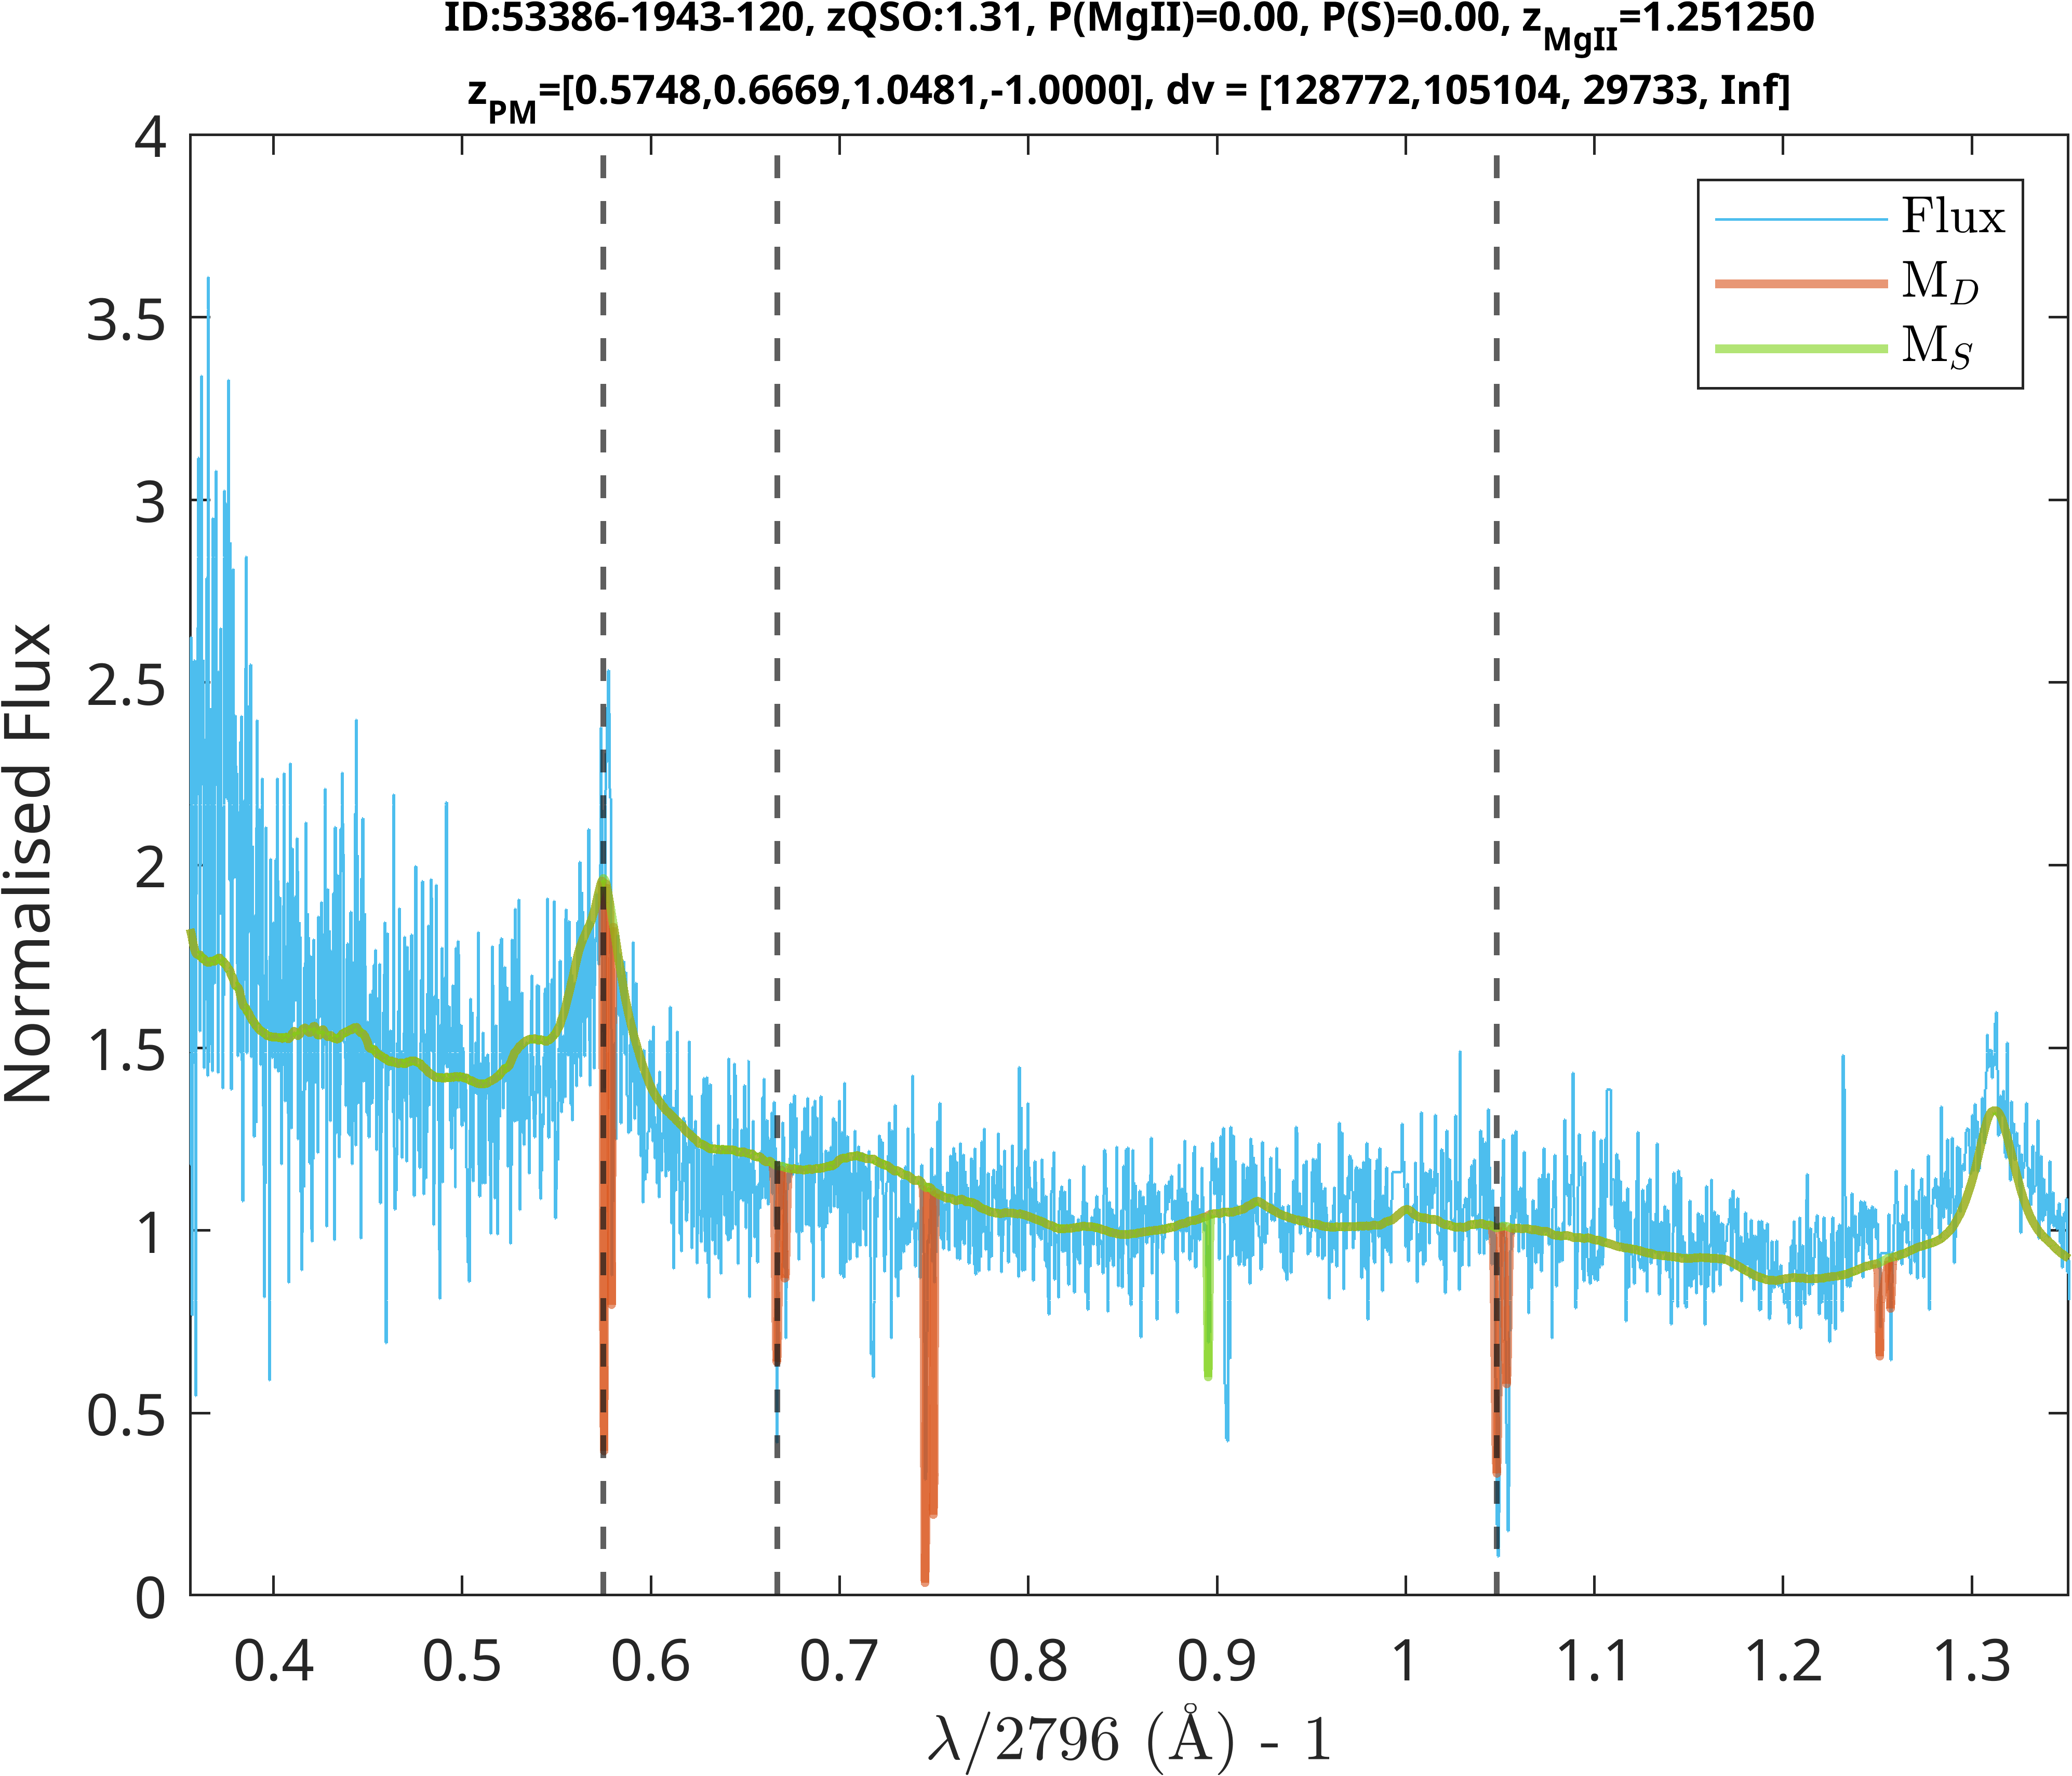 ID:53386-1943-120, zQSO:1.31, P(MgII)=0.00, P(S)=0.00, zMgII=1.251250
zPM=[0.5748,0.6669,1.0481,-1.0000], dv = [128772,105104, 29733, Inf]
4
3.5
3
2.5
2
1.5
1
0.5
0
Normalised Flux
Flux
MD
MS
0.4 0.5 0.6 0.7 0.8 0.9 1 1.1 1.2 1.3
λ/2796 (Å) - 1